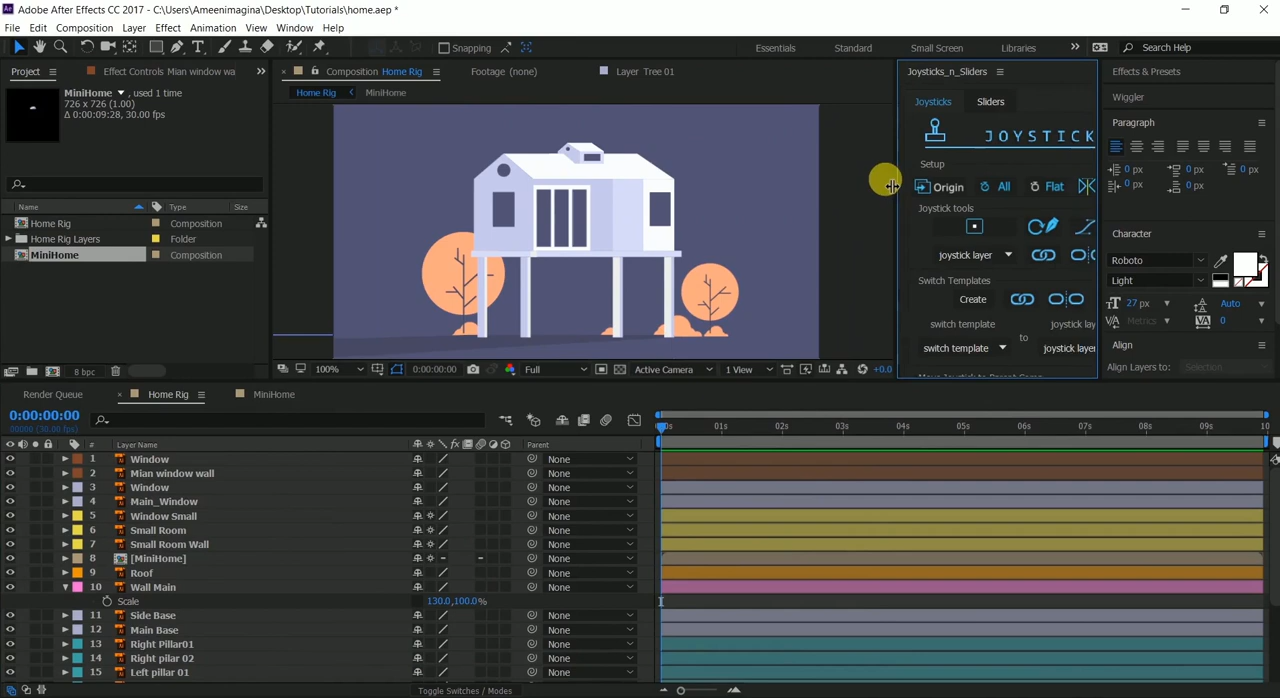 Adobe After Effects CC 2017 - C:\Users\Ameenimagina\Desktop\Tutorials\home.aep *
File Edit Composition Layer Effect Animation View Window Help
Snapping Essentials Standard Small Screen Libraries Search Help
Project Effect Controls Mian window wa
Composition Home Rig Footage (none) Layer Tree 01
Joysticks_n_Sliders
Effects & Presets
MiniHome , used 1 time
726 x 726 (1.00)
Δ 0:00:09:28, 30.00 fps
Home Rig MiniHome
Joysticks Sliders
Wiggler
Paragraph
JOYSTICK
Setup
Origin All Flat
Joystick tools
joystick layer
Switch Templates
Create
switch template joystick lay
to
switch template joystick layer
0 px 0 px 0 px
0 px 0 px
Character
Roboto
Light
27 px Auto
Metrics 0
Align
Align Layers to: Selection
Name Type Size
Home Rig Composition
Home Rig Layers Folder
MiniHome Composition
8 bpc
100% 0:00:00:00 Full Active Camera 1 View +0.0
Render Queue Home Rig MiniHome
0:00:00:00
00000 (30.00 fps)
# Layer Name Parent
01s 02s 03s 04s 05s 06s 07s 08s 09s 10
1 Window None
2 Mian window wall None
3 Window None
4 Main_Window None
5 Window Small None
6 Small Room None
7 Small Room Wall None
8 [MiniHome] None
9 Roof None
10 Wall Main None
Scale 130.0,100.0%
11 Side Base None
12 Main Base None
13 Right Pillar01 None
14 Right pilar 02 None
15 Left pillar 01 None
Toggle Switches / Modes